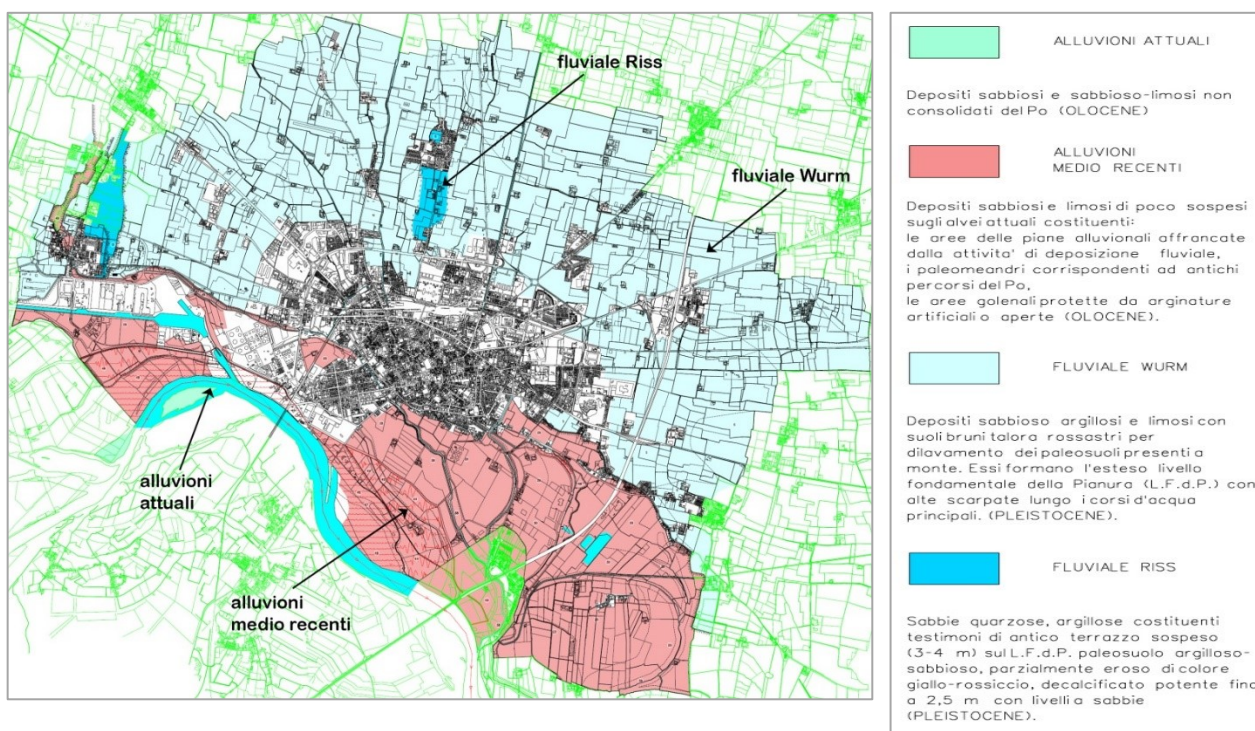 fluviale Riss
fluviale Wurm
alluvioni
attuali
alluvioni
medio recenti
ALLUVIONI ATTUALI
Depositi sabbiosi e sabbioso-limosi non
consolidati del Po (OLOCENE)
ALLUVIONI
MEDIO RECENTI
Depositi sabbiosi e limosi di poco sospesi
sugli alvei attuali costituenti:
le aree delle piane alluvionali affrancate
dalla attivita' di deposizione fluviale,
i paleomeandri corrispondenti ad antichi
percorsi del Po,
le aree golenali protette da arginature
artificiali o aperte (OLOCENE).
FLUVIALE WURM
Depositi sabbioso argillosi e limosi con
suoli bruni talora rossastri per
dilavamento dei paleosuoli presenti a
monte. Essi formano l'esteso livello
fondamentale della Pianura (L.F.d.P.) con
alte scarpate lungo i corsi d'acqua
principali. (PLEISTOCENE).
FLUVIALE RISS
Sabbie quarzose, argillose costituenti
testimoni di antico terrazzo sospeso
(3-4 m) sul L.F.d.P. paleosuolo argilloso-
sabbioso, parzialmente eroso di colore
giallo-rossiccio, decalcificato potente fino
a 2,5 m con livelli a sabbie
(PLEISTOCENE).